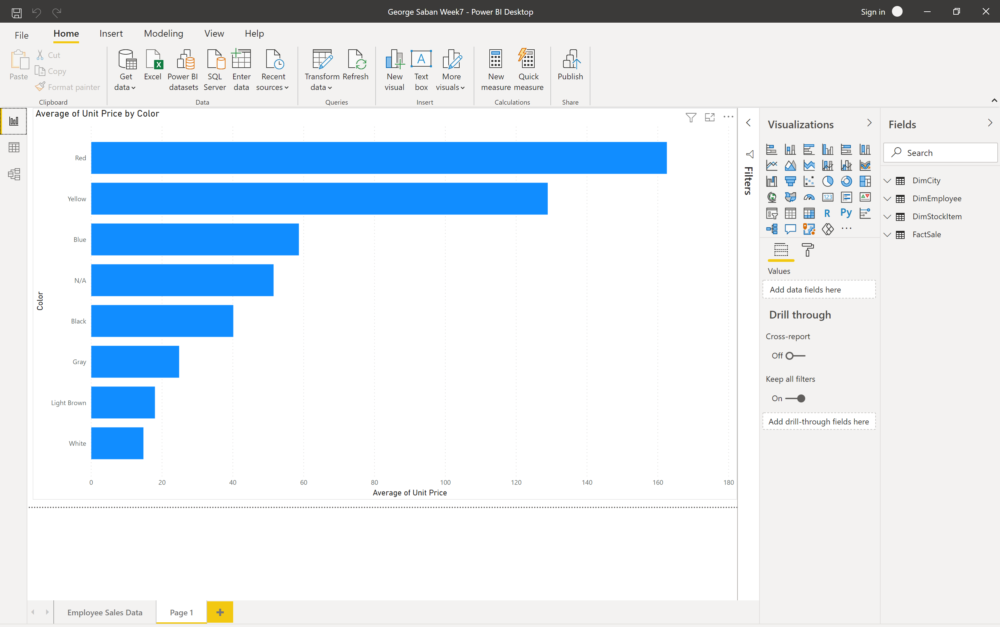 George Saban Week7 - Power BI Desktop
Sign in
File
Home
Insert
Modeling
View
Help
Paste
Cut
Copy
Format painter
Clipboard
Get
data
Excel
Power BI
datasets
SQL
Server
Enter
data
Recent
sources
Data
Transform
data
Refresh
Queries
New
visual
A
Text
box
More
visuals
Insert
New
measure
Quick
measure
Calculations
Publish
Share
Average of Unit Price by Color
Color
Red
Yellow
Blue
N/A
Black
Gray
Light Brown
White
0 20 40 60 80 100 120 140 160 180
Average of Unit Price
Filters
Visualizations
123
R
Py
Values
Add data fields here
Drill through
Cross-report
Off
Keep all filters
On
Add drill-through fields here
Fields
Search
DimCity
DimEmployee
DimStockItem
FactSale
Employee Sales Data
Page 1